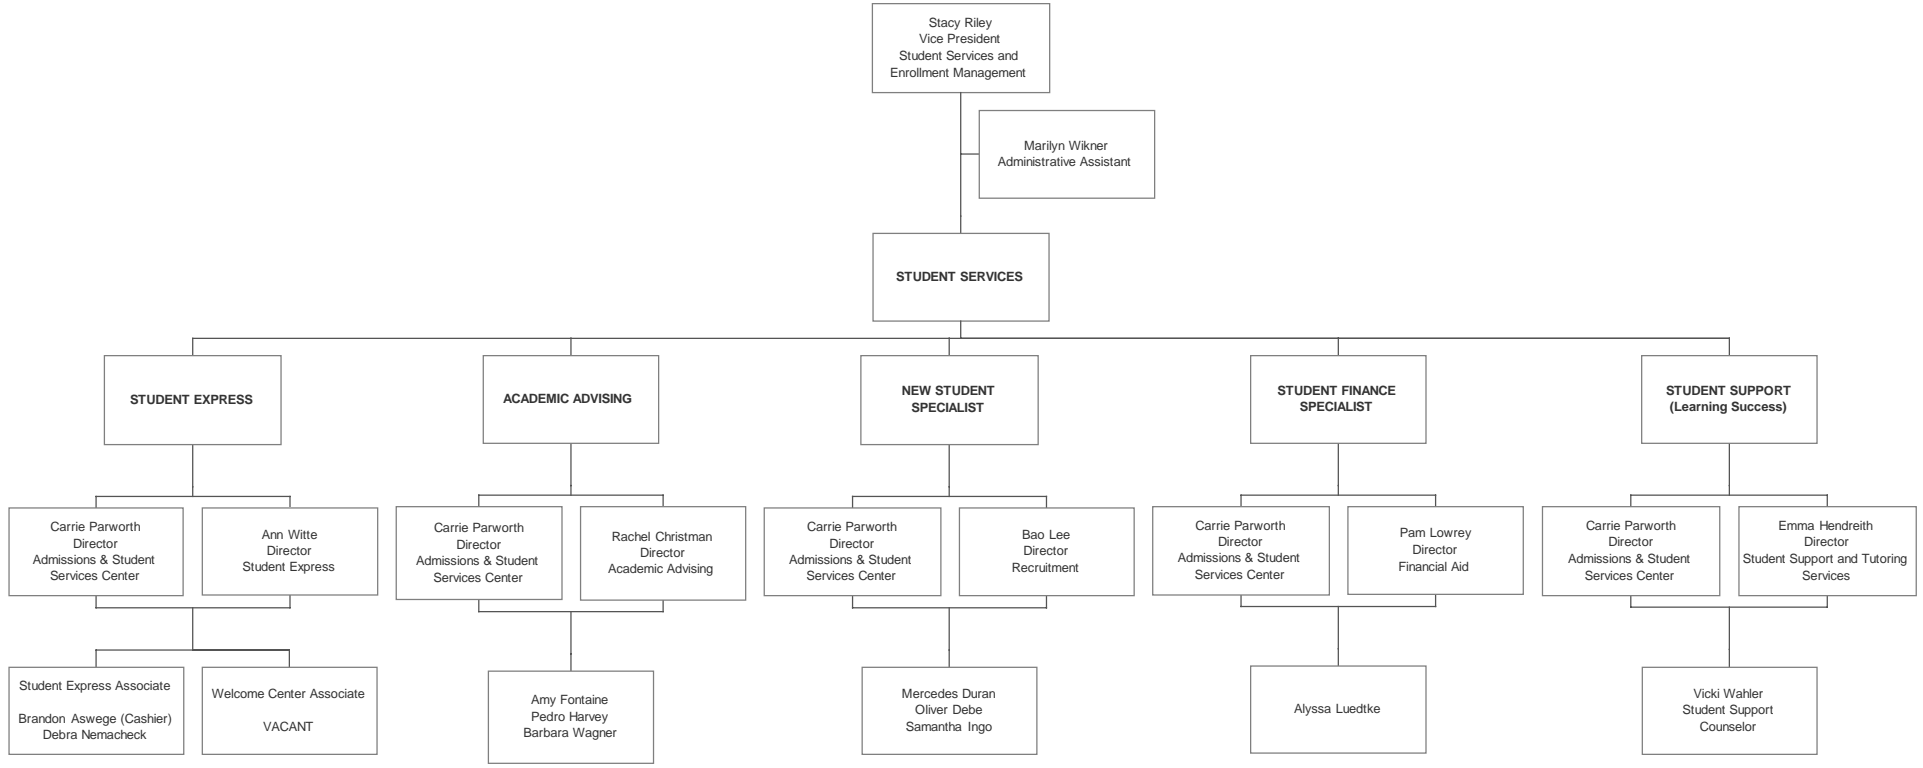 Stacy Riley
Vice President
Student Services and
Enrollment Management
Marilyn Wikner
Administrative Assistant
STUDENT SERVICES
STUDENT EXPRESS
ACADEMIC ADVISING
NEW STUDENT
SPECIALIST
STUDENT FINANCE
SPECIALIST
STUDENT SUPPORT
(Learning Success)
Carrie Parworth
Director
Admissions & Student
Services Center
Ann Witte
Director
Student Express
Carrie Parworth
Director
Admissions & Student
Services Center
Rachel Christman
Director
Academic Advising
Carrie Parworth
Director
Admissions & Student
Services Center
Bao Lee
Director
Recruitment
Carrie Parworth
Director
Admissions & Student
Services Center
Pam Lowrey
Director
Financial Aid
Carrie Parworth
Director
Admissions & Student
Services Center
Emma Hendreith
Director
Student Support and Tutoring
Services
Student Express Associate
Brandon Aswege (Cashier)
Debra Nemacheck
Welcome Center Associate
VACANT
Amy Fontaine
Pedro Harvey
Barbara Wagner
Mercedes Duran
Oliver Debe
Samantha Ingo
Alyssa Luedtke
Vicki Wahler
Student Support
Counselor